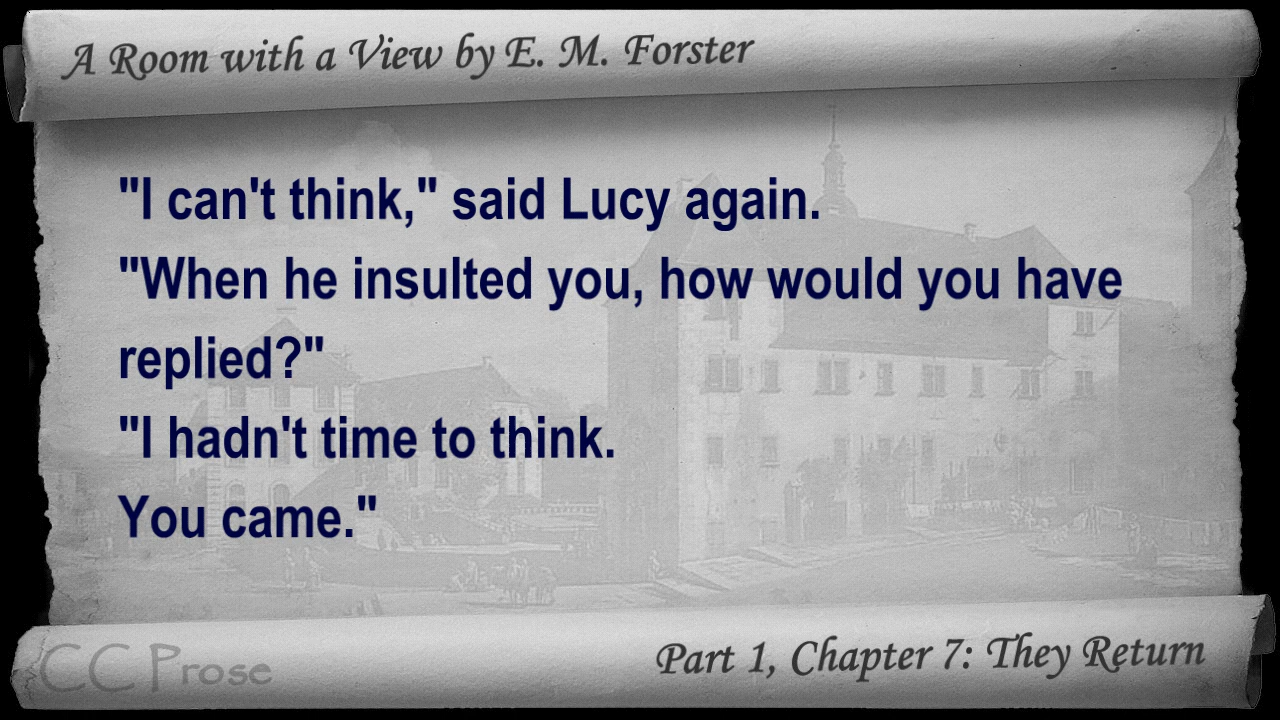 A Room with a View by E. M. Forster
"I can't think," said Lucy again.
"When he insulted you, how would you have
replied?"
"I hadn't time to think.
You came."
CC Prose
Part 1, Chapter 7: They Return